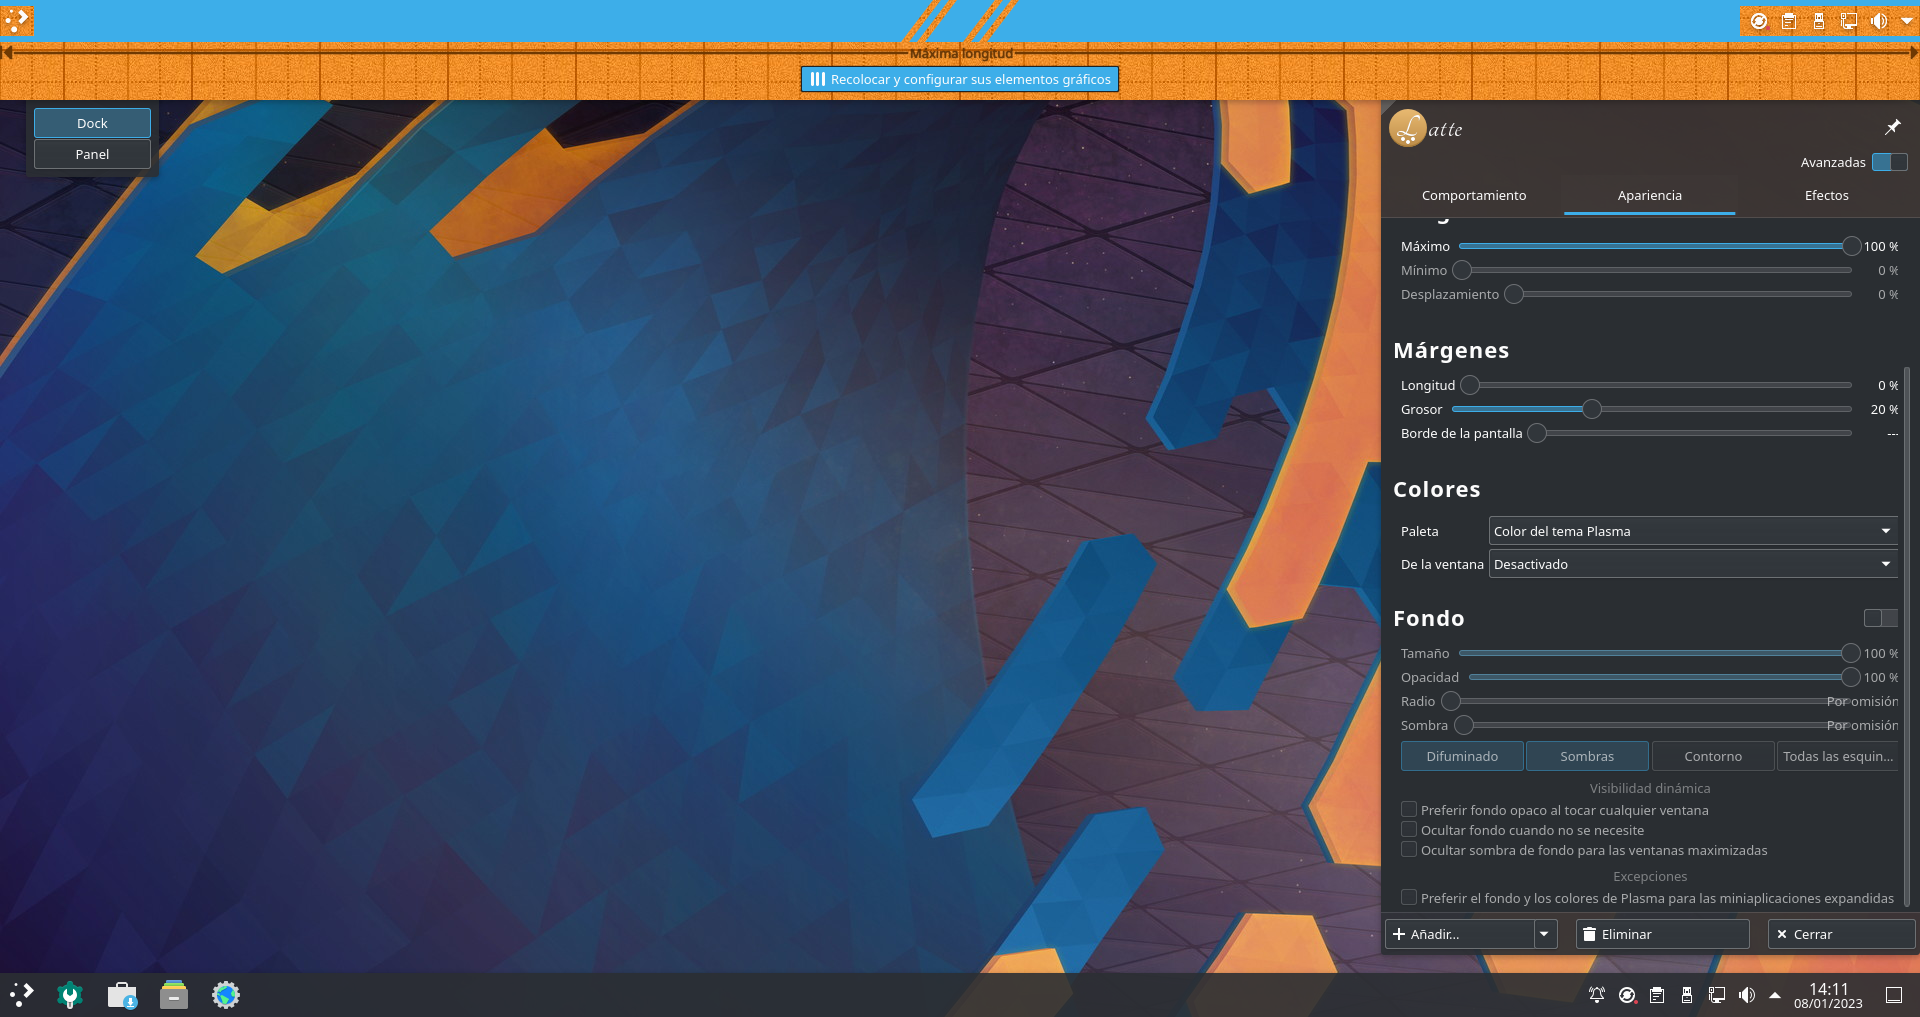 Máxima longitud
Recolocar y configurar sus elementos gráficos
Dock
Panel
Latte
Avanzadas
Comportamiento
Apariencia
Efectos
Máximo 100 %
Mínimo 0 %
Desplazamiento 0 %
Márgenes
Longitud 0 %
Grosor 20 %
Borde de la pantalla ---
Colores
Paleta Color del tema Plasma
De la ventana Desactivado
Fondo
Tamaño 100 %
Opacidad 100 %
Radio Por omisión
Sombra Por omisión
Difuminado Sombras Contorno Todas las esquin...
Visibilidad dinámica
Preferir fondo opaco al tocar cualquier ventana
Ocultar fondo cuando no se necesite
Ocultar sombra de fondo para las ventanas maximizadas
Excepciones
Preferir el fondo y los colores de Plasma para las miniaplicaciones expandidas
Añadir... Eliminar Cerrar
14:11
08/01/2023